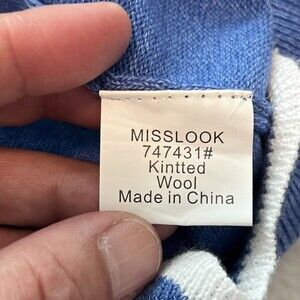 MISSLOOK
747431#
Kintted
Wool
Made in China